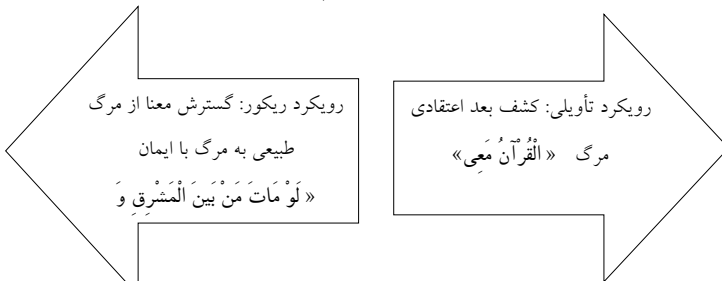 رویکرد تأویلی: کشف بعد اعتقادی
مرگ « الْقُرْآنُ مَعِی»
رویکرد ریکور: گسترش معنا از مرگ
طبیعی به مرگ با ایمان
« لَوْ مَاتَ مَنْ بَینَ الْمَشْرِقِ وَ